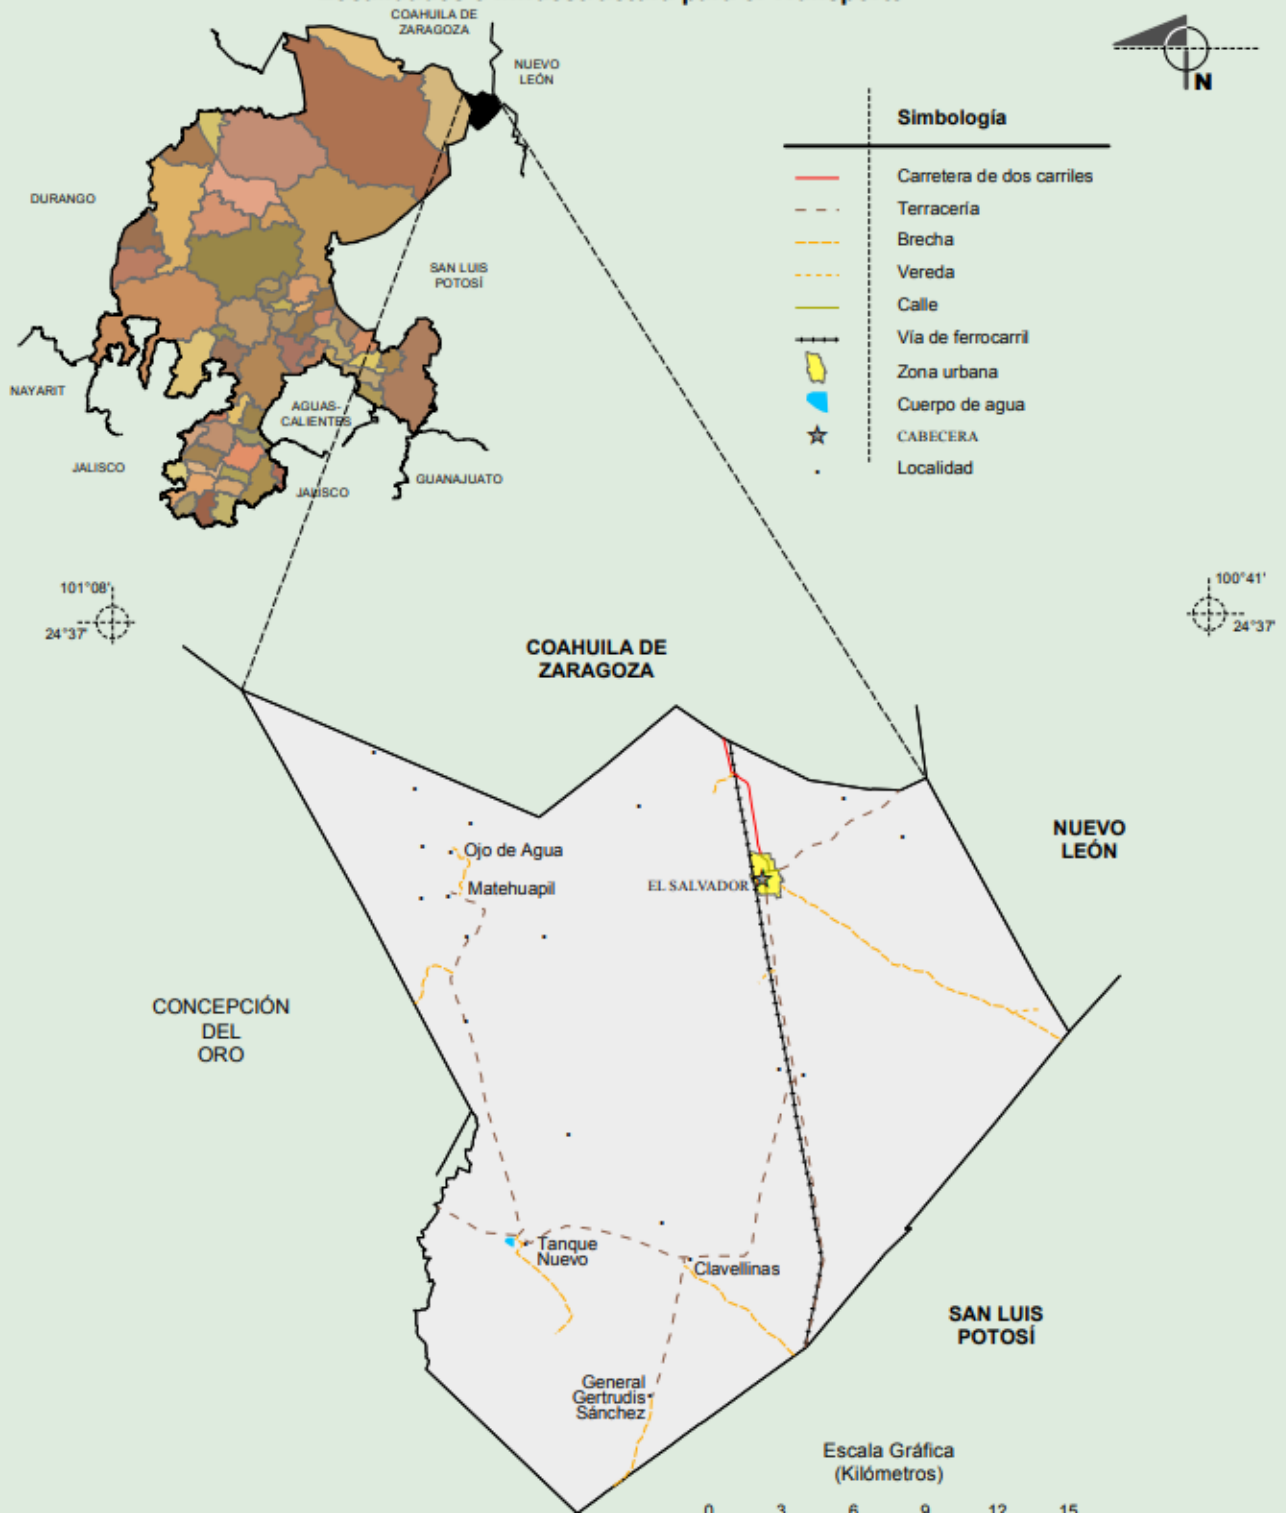 COAHUILA DE
ZARAGOZA
NUEVO
LEÓN
N
DURANGO
SAN LUIS
POTOSÍ
NAYARIT
AGUAS-
CALIENTES
JALISCO
JALISCO
GUANAJUATO
Simbología
Carretera de dos carriles
Terracería
Brecha
Vereda
Calle
Vía de ferrocarril
Zona urbana
Cuerpo de agua
CABECERA
Localidad
101°08'
24°37'
100°41'
24°37'
COAHUILA DE
ZARAGOZA
NUEVO
LEÓN
Ojo de Agua
Matehuapil
EL SALVADOR
CONCEPCIÓN
DEL
ORO
Tanque
Nuevo
Clavellinas
SAN LUIS
POTOSÍ
General
Gertrudis
Sánchez
Escala Gráfica
(Kilómetros)
0 3 6 9 12 15